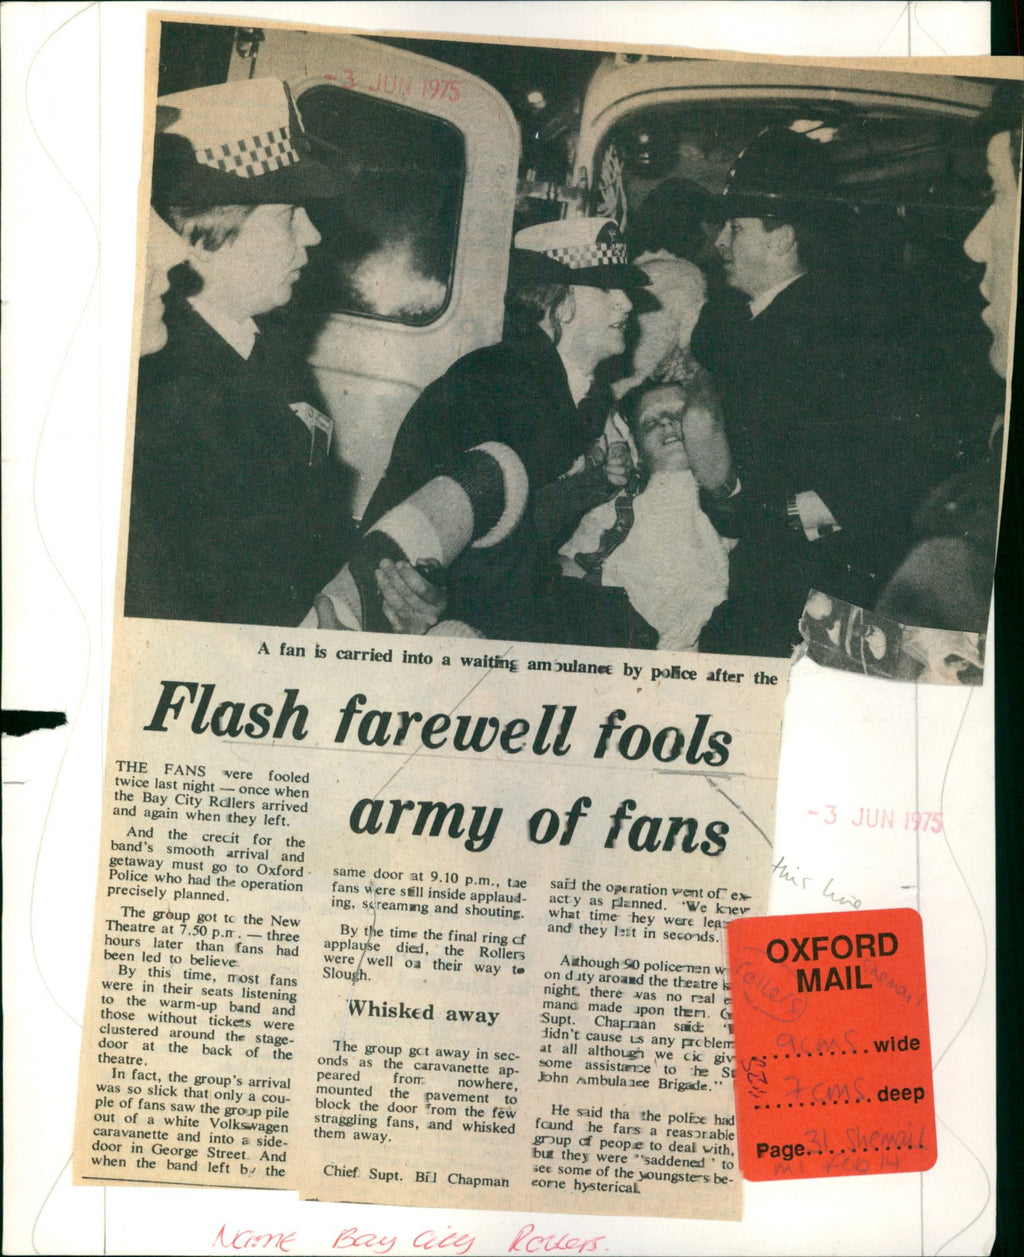 -3 JUN 1975
A fan is carried into a waiting ambulance by police after the
Flash farewell fools
army of fans
THE FANS were fooled
twice last night — once when
the Bay City Rollers arrived
and again when they left.
And the crecit for the
band's smooth arrival and
getaway must go to Oxford
Police who had the operation
precisely planned.
The group got tc the New
Theatre at 7.50 p.m. — three
hours later than fans had
been led to believe
By this time, most fans
were in their seats listening
to the warm-up band and
those without tickets were
clustered around the stage-
door at the back of the
theatre.
In fact, the group's arrival
was so slick that only a cou-
ple of fans saw the group pile
out of a white Volkswagen
caravanette and into a side-
door in George Street. And
when the band left by the
same door at 9.10 p.m., the
fans were still inside applaud-
ing, screaming and shouting.
By the time the final ring of
applause died, the Rollers
were well on their way to
Slough.
Whisked away
The group got away in sec-
onds as the caravanette ap-
peared from nowhere,
mounted the pavement to
block the door from the few
straggling fans, and whisked
them away.
Chief. Supt. Bill Chapman
said the operation went off ex-
actly as planned. "We knew
what time they were
and they left in seconds.
Although 50 policemen
on duty around the theatre
night, there was no real
mand made upon them.
Supt. Chapman said:
didn't cause us any problem
at all although we did
some assistance to the
John Ambulance Brigade."
He said tha the police had
found the fans a reasonable
group of people to deal with,
but they were "saddened" to
see some of the youngsters be-
come hysterical.
-3 JUN 1975
this line
OXFORD
MAIL
Rollers
9cms wide
7cms deep
Page 31
Name Bay City Rollers.